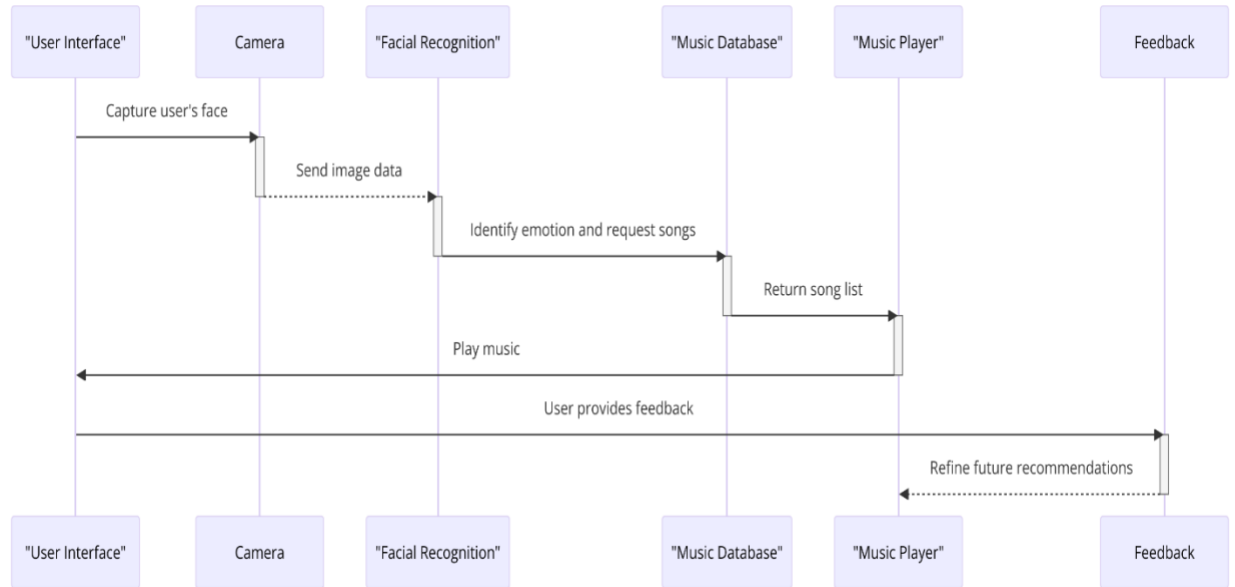 "User Interface"
Camera
"Facial Recognition"
"Music Database"
"Music Player"
Feedback
Capture user's face
Send image data
Identify emotion and request songs
Return song list
Play music
User provides feedback
Refine future recommendations
"User Interface"
Camera
"Facial Recognition"
"Music Database"
"Music Player"
Feedback